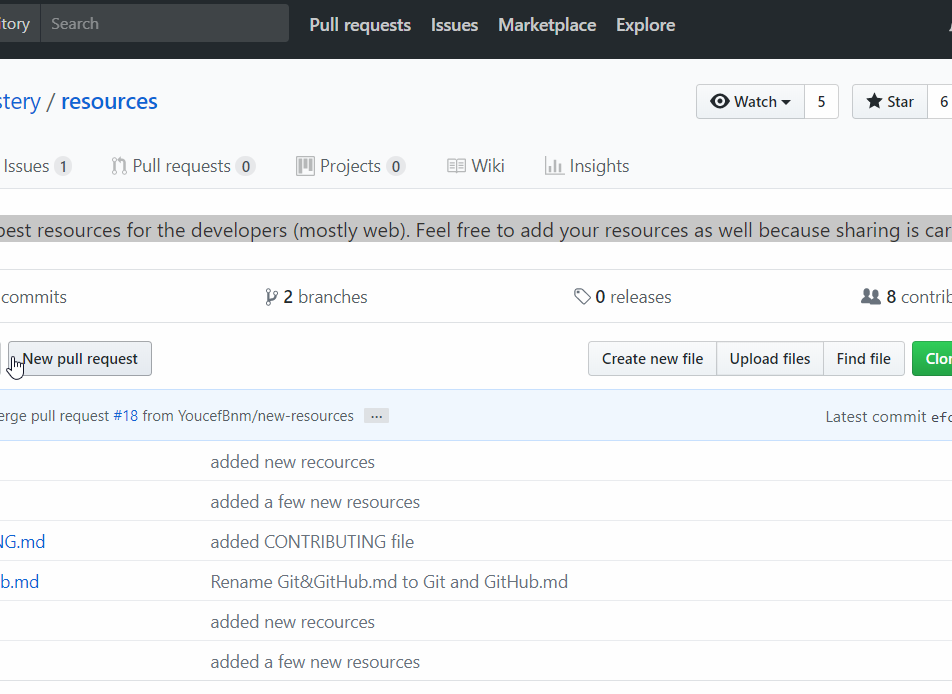 tory Search Pull requests Issues Marketplace Explore
stery / resources Watch 5 Star 6
Issues 1 Pull requests 0 Projects 0 Wiki Insights
best resources for the developers (mostly web). Feel free to add your resources as well because sharing is car
commits 2 branches 0 releases 8 contrib
New pull request Create new file Upload files Find file Clon
erge pull request #18 from YoucefBnm/new-resources ... Latest commit efc
added new recources
added a few new resources
NG.md added CONTRIBUTING file
b.md Rename Git&GitHub.md to Git and GitHub.md
added new recources
added a few new resources